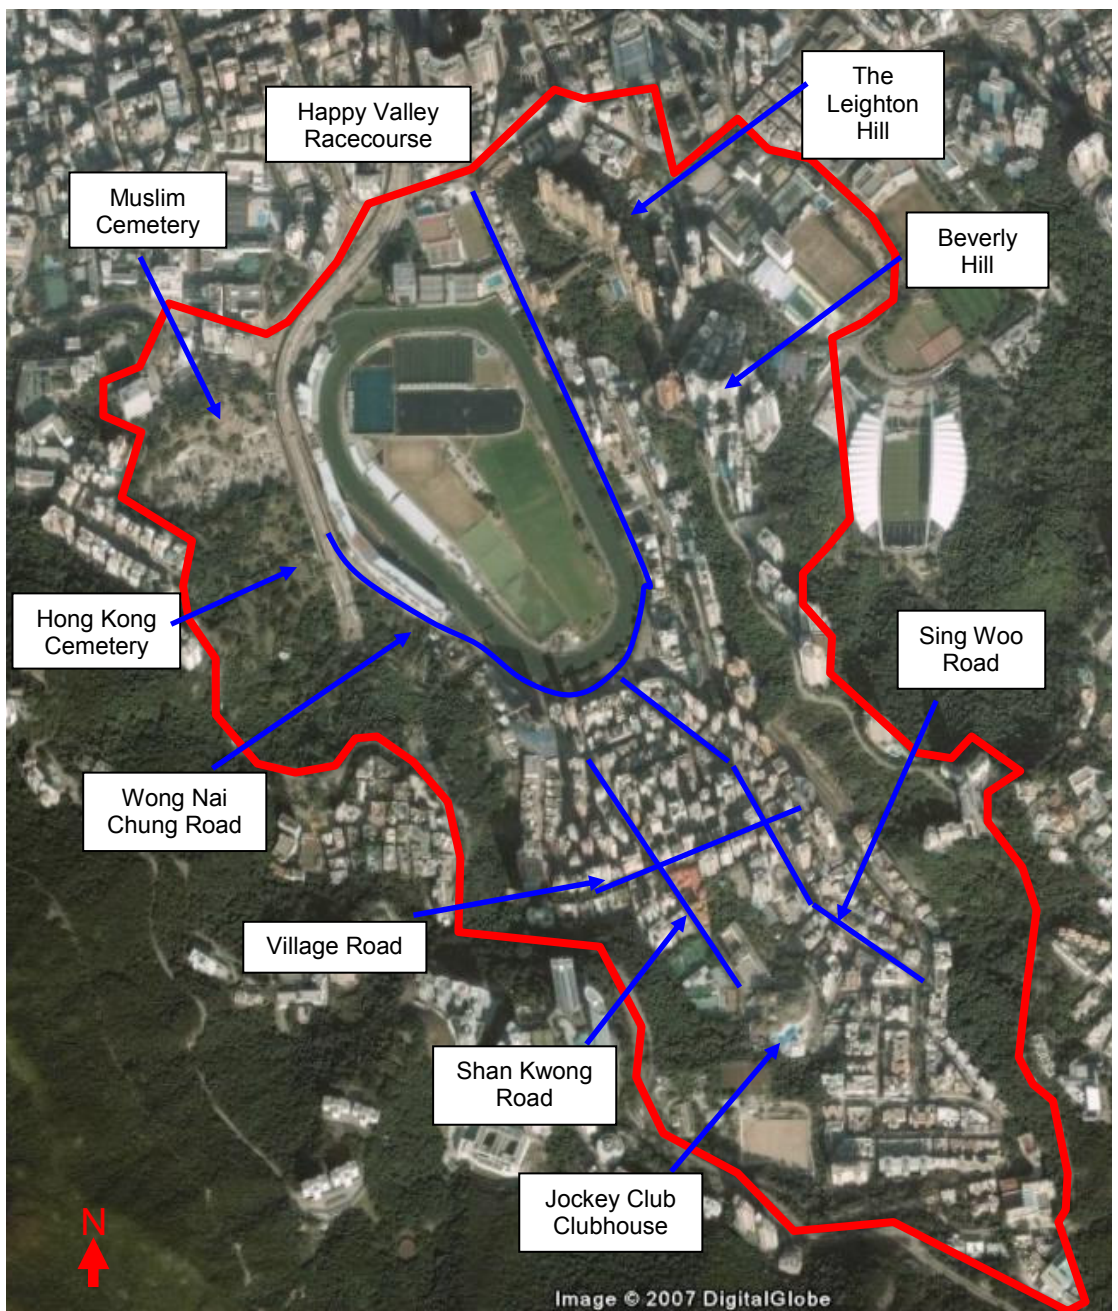 The
Leighton
Hill
Happy Valley
Racecourse
Muslim
Cemetery
Beverly
Hill
Hong Kong
Cemetery
Sing Woo
Road
Wong Nai
Chung Road
Village Road
Shan Kwong
Road
Jockey Club
Clubhouse
N
Image © 2007 DigitalGlobe